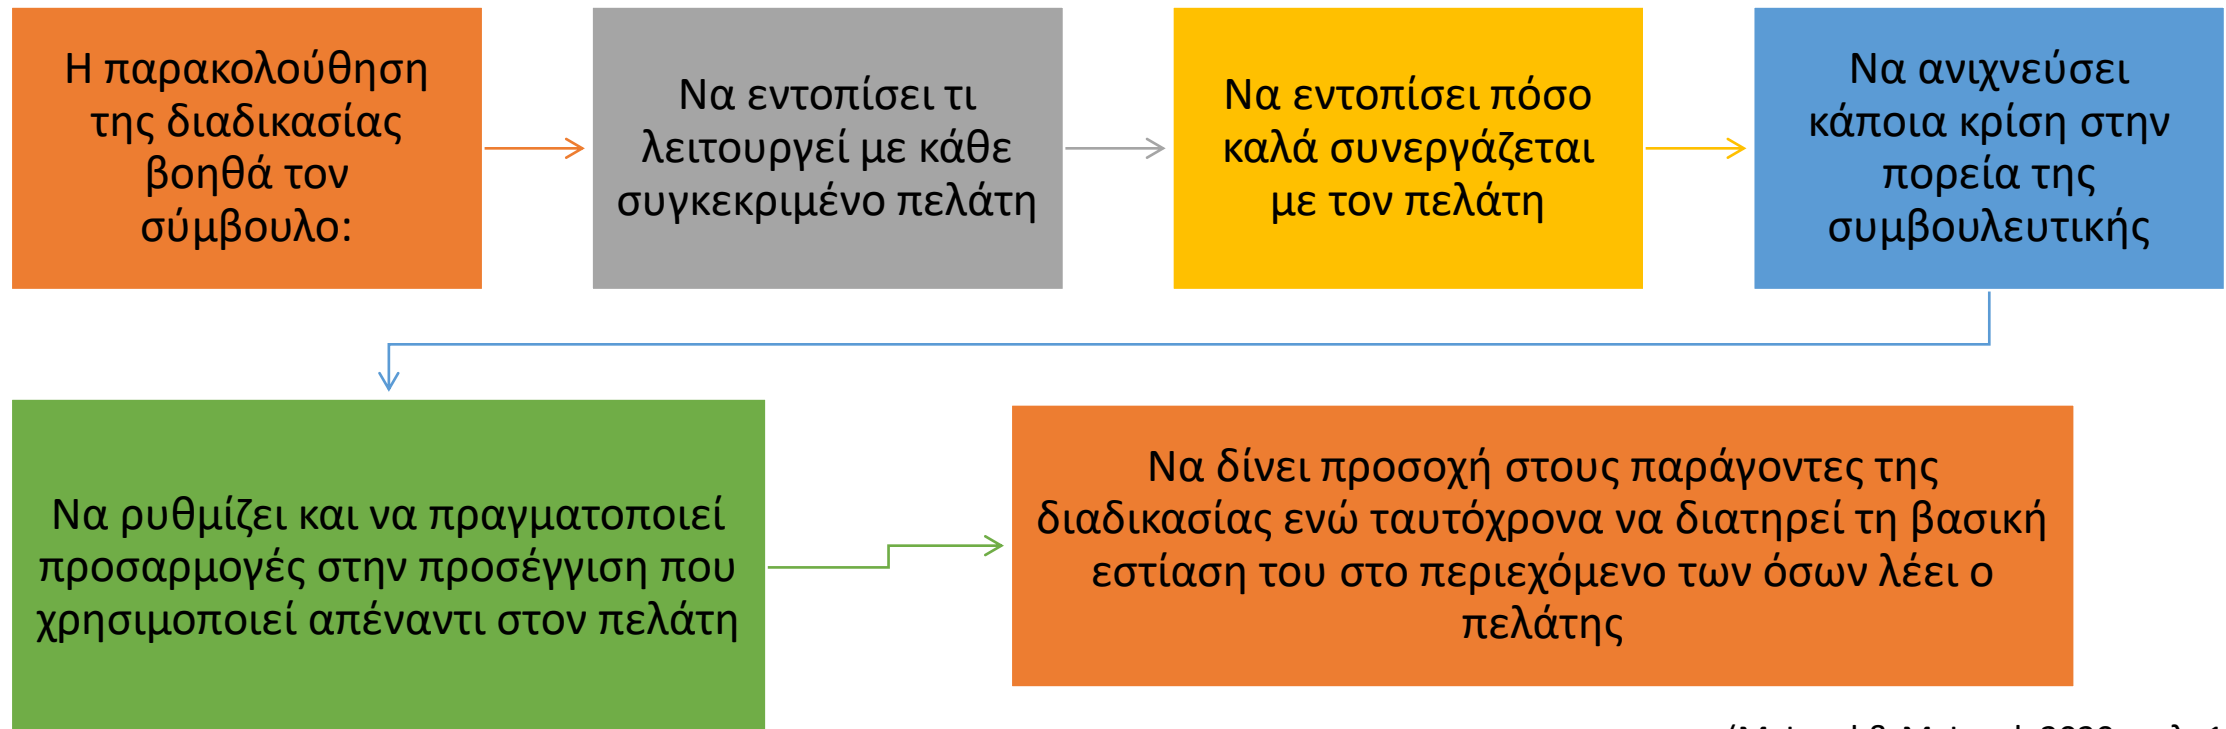 Η παρακολούθηση
της διαδικασίας
βοηθά τον
σύμβουλο:
Να εντοπίσει τι
λειτουργεί με κάθε
συγκεκριμένο πελάτη
Να εντοπίσει πόσο
καλά συνεργάζεται
με τον πελάτη
Να ανιχνεύσει
κάποια κρίση στην
πορεία της
συμβουλευτικής
Να ρυθμίζει και να πραγματοποιεί
προσαρμογές στην προσέγγιση που
χρησιμοποιεί απέναντι στον πελάτη
Να δίνει προσοχή στους παράγοντες της
διαδικασίας ενώ ταυτόχρονα να διατηρεί τη βασική
εστίαση του στο περιεχόμενο των όσων λέει ο
πελάτης